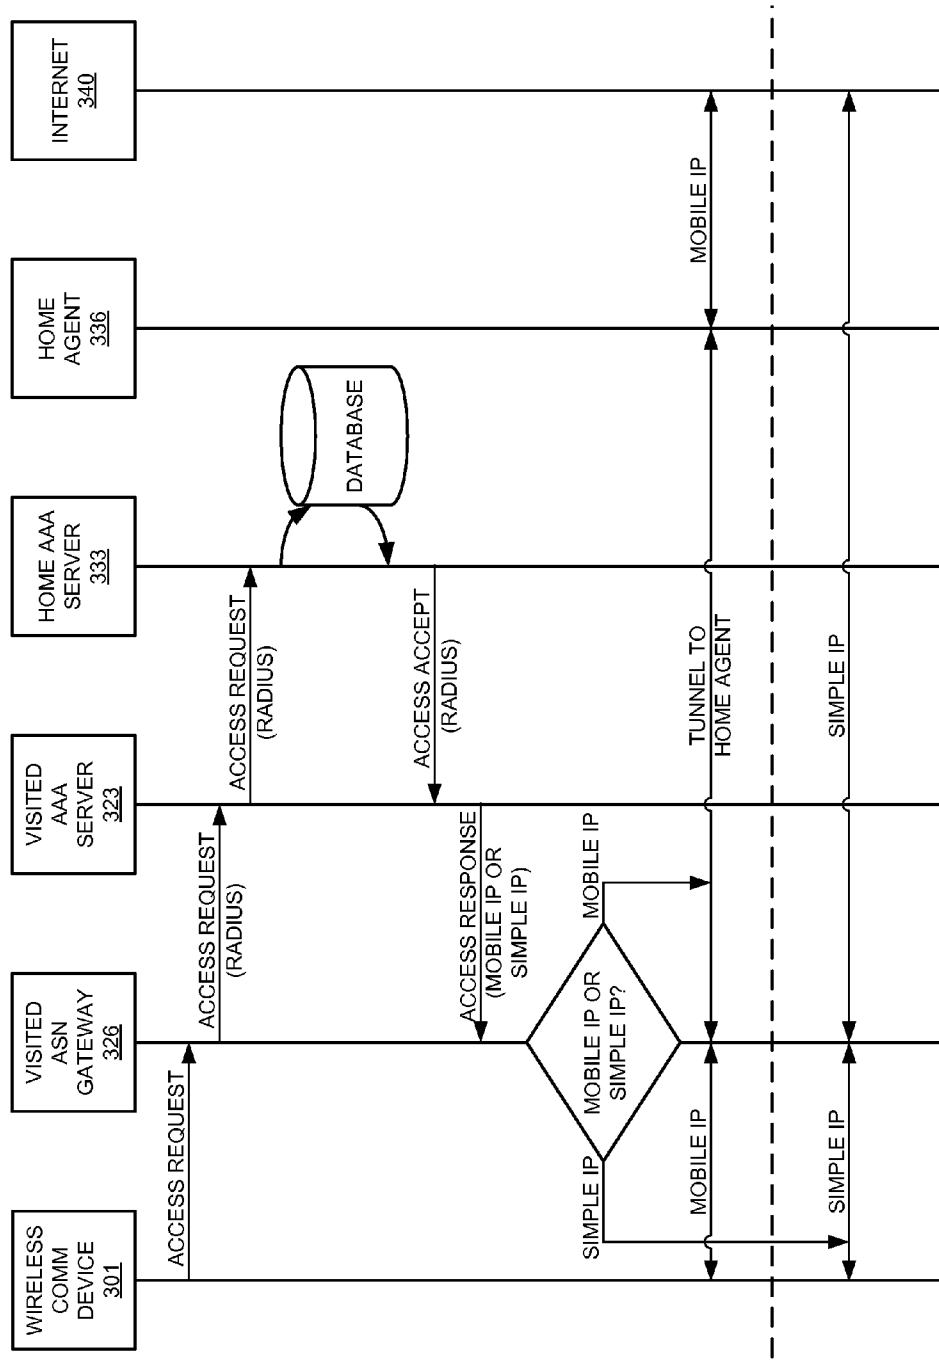 WIRELESS
COMM
DEVICE
301
VISITED
ASN
GATEWAY
326
VISITED
AAA
SERVER
323
HOME AAA
SERVER
333
HOME
AGENT
336
INTERNET
340
ACCESS REQUEST
ACCESS REQUEST
(RADIUS)
ACCESS REQUEST
(RADIUS)
DATABASE
ACCESS ACCEPT
(RADIUS)
ACCESS RESPONSE
(MOBILE IP OR
SIMPLE IP)
SIMPLE IP
MOBILE IP OR
SIMPLE IP?
MOBILE IP
MOBILE IP
TUNNEL TO
HOME AGENT
MOBILE IP
SIMPLE IP
SIMPLE IP